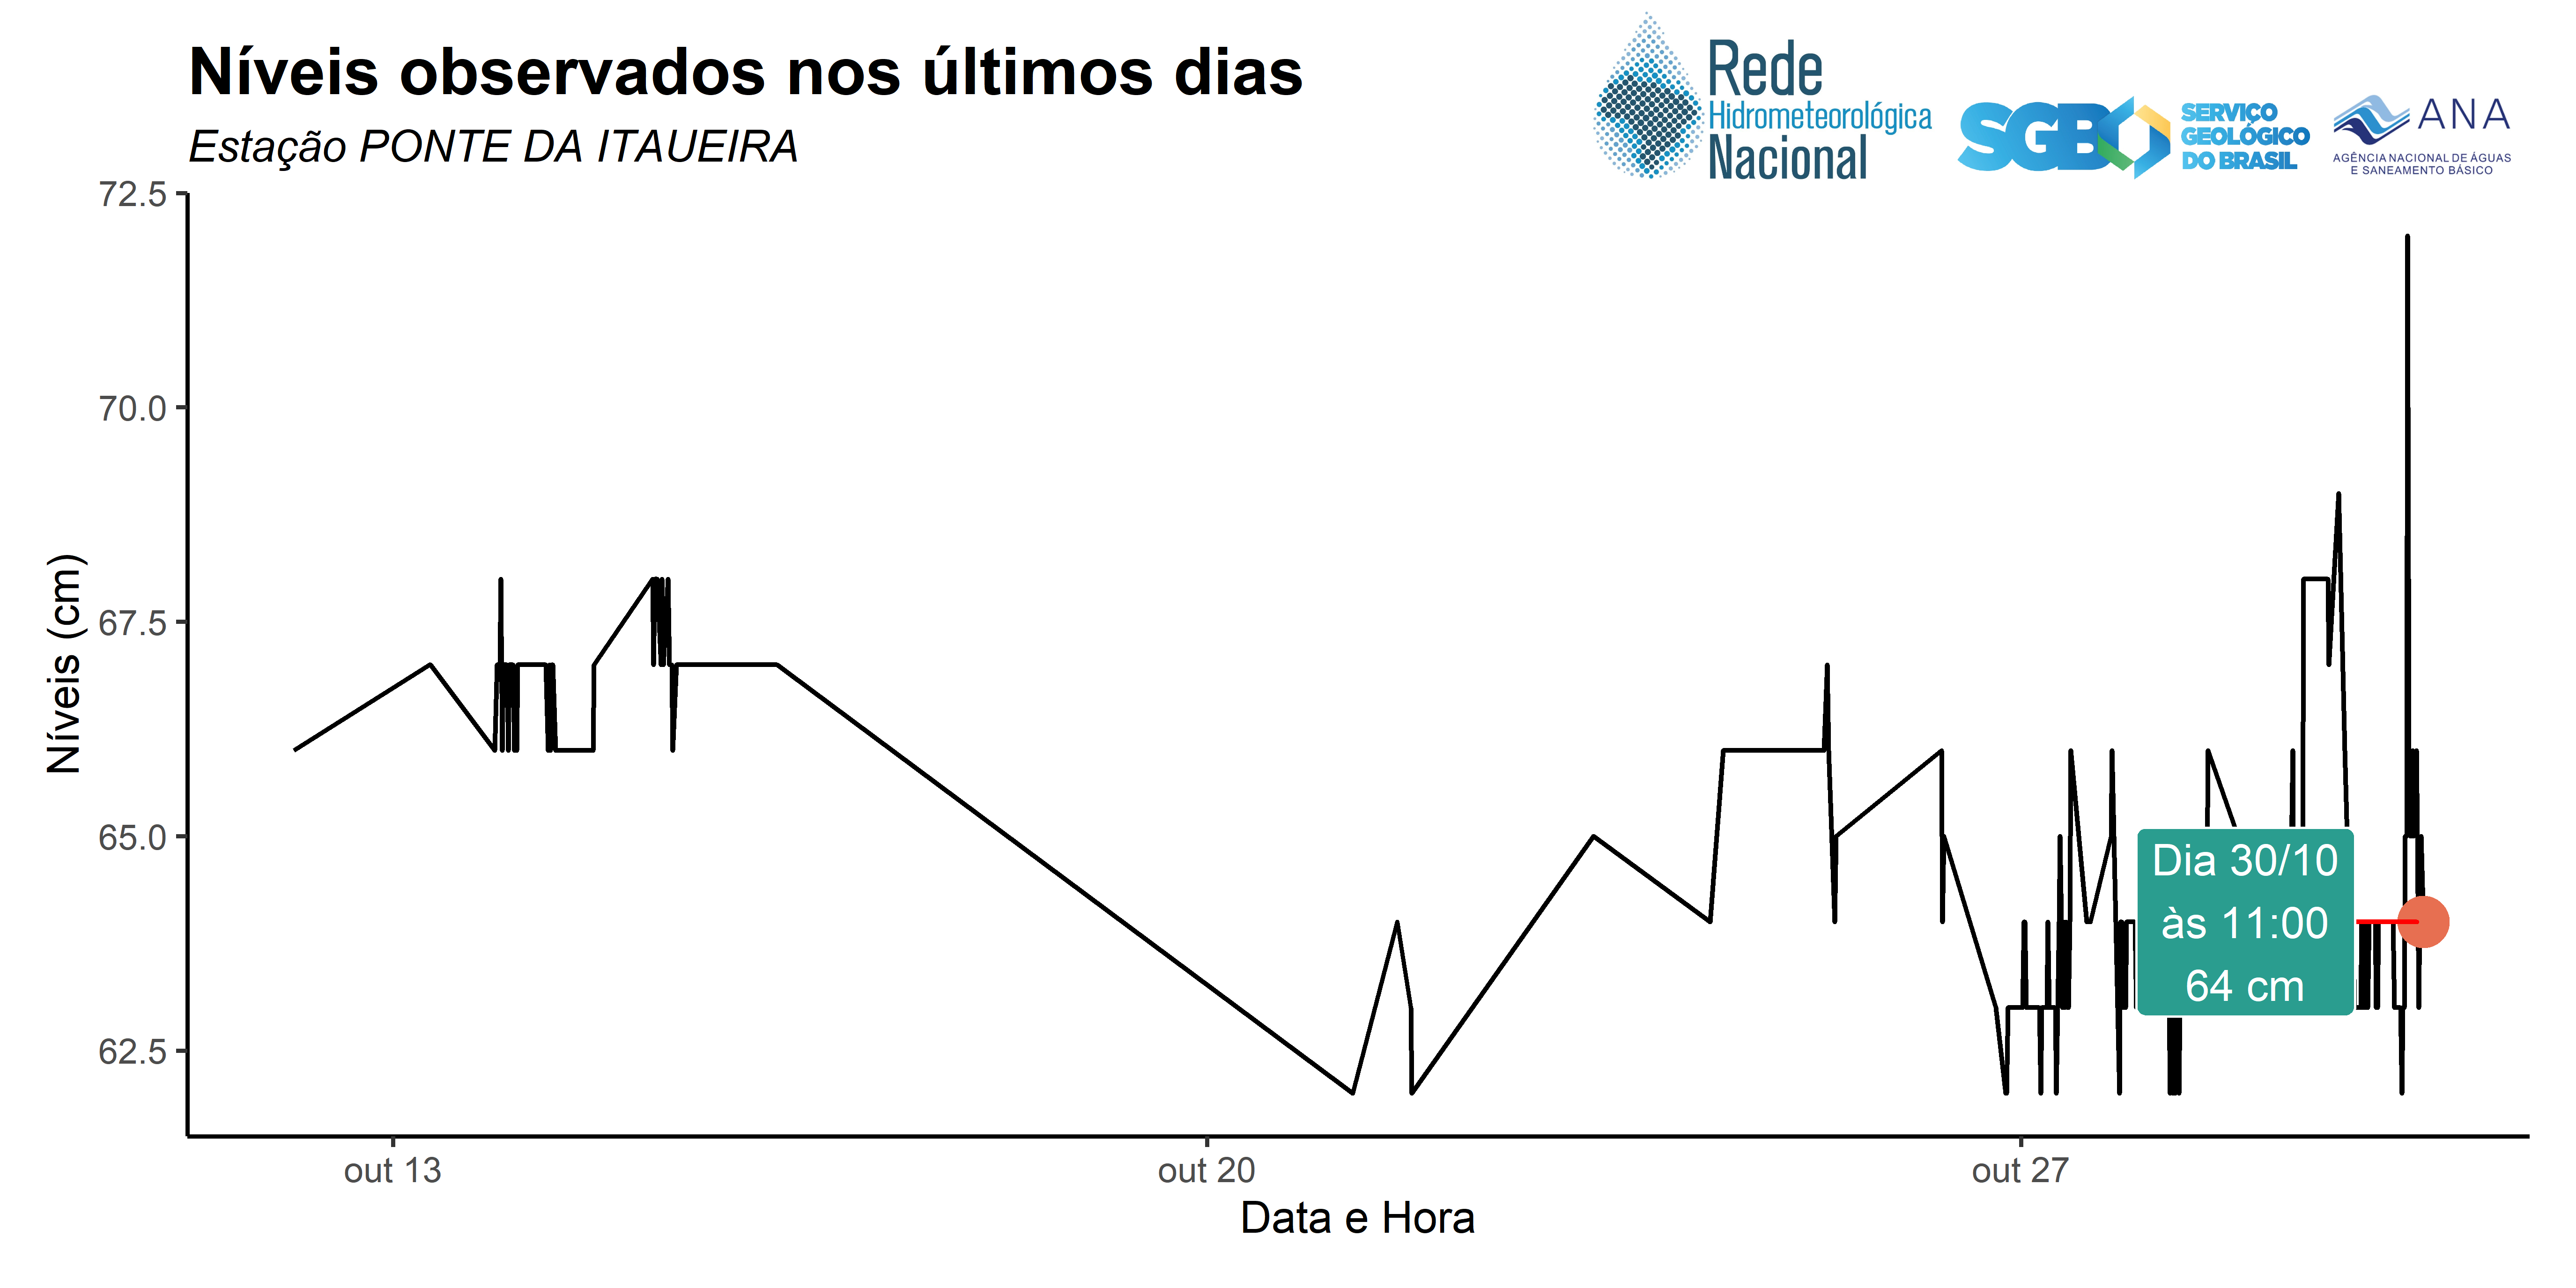 Níveis observados nos últimos dias
Estação PONTE DA ITAUEIRA
Rede
Hidrometeorológica
Nacional
SGB
SERVIÇO
GEOLÓGICO
DO BRASIL
ANA
AGÊNCIA NACIONAL DE ÁGUAS
E SANEAMENTO BÁSICO
72.5
70.0
67.5
65.0
62.5
Níveis (cm)
Dia 30/10
às 11:00
64 cm
out 13
out 20
out 27
Data e Hora